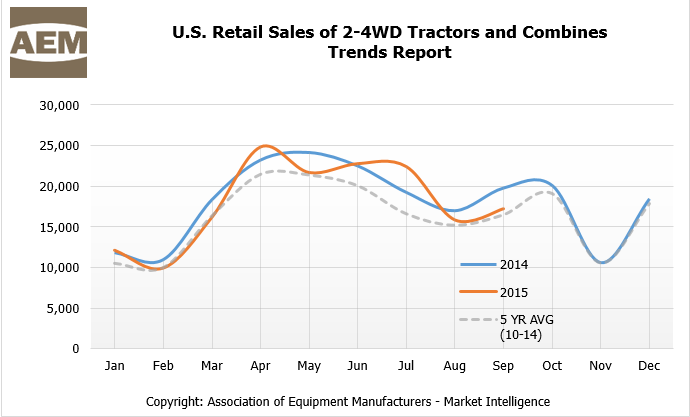 AEM
U.S. Retail Sales of 2-4WD Tractors and Combines
Trends Report
30,000
25,000
20,000
15,000
10,000
5,000
0
2014
2015
5 YR AVG
(10-14)
Jan Feb Mar Apr May Jun Jul Aug Sep Oct Nov Dec
Copyright: Association of Equipment Manufacturers - Market Intelligence